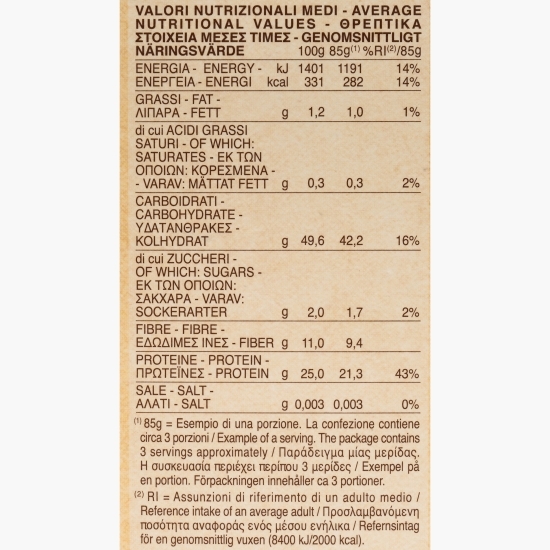 VALORI NUTRIZIONALI MEDI - AVERAGE
NUTRITIONAL VALUES - ΘΡΕΠΤΙΚΑ
ΣΤΟΙΧΕΙΑ ΜΕΣΕΣ ΤΙΜΕΣ - GENOMSNITTLIGT
NÄRINGSVÄRDE 100g 85g(1) %RI(2)/85g
ENERGIA - ENERGY - kJ 1401 1191 14%
ΕΝΕΡΓΕΙΑ - ENERGI kcal 331 282 14%
GRASSI - FAT -
ΛΙΠΑΡΑ - FETT g 1,2 1,0 1%
di cui ACIDI GRASSI
SATURI - OF WHICH:
SATURATES - ΕΚ ΤΩΝ
ΟΠΟΙΩΝ: ΚΟΡΕΣΜΕΝΑ -
- VARAV: MÄTTAT FETT g 0,3 0,3 2%
CARBOIDRATI -
CARBOHYDRATE -
ΥΔΑΤΑΝΘΡΑΚΕΣ -
KOLHYDRAT g 49,6 42,2 16%
di cui ZUCCHERI -
OF WHICH: SUGARS -
ΕΚ ΤΩΝ ΟΠΟΙΩΝ:
ΣΑΚΧΑΡΑ - VARAV:
SOCKERARTER g 2,0 1,7 2%
FIBRE - FIBRE -
ΕΔΩΔΙΜΕΣ ΙΝΕΣ - FIBER g 11,0 9,4
PROTEINE - PROTEIN -
ΠΡΩΤΕΪΝΕΣ - PROTEIN g 25,0 21,3 43%
SALE - SALT -
ΑΛΑΤΙ - SALT g 0,003 0,003 0%
(1) 85g = Esempio di una porzione. La confezione contiene
circa 3 porzioni / Example of a serving. The package contains
3 servings approximately / Παράδειγμα μίας μερίδας.
Η συσκευασία περιέχει περίπου 3 μερίδες / Exempel på
en portion. Förpackningen innehåller ca 3 portioner.
(2) RI = Assunzioni di riferimento di un adulto medio /
Reference intake of an average adult / Προσλαμβανόμενη
ποσότητα αναφοράς ενός μέσου ενήλικα / Refernsintag
för en genomsnittlig vuxen (8400 kJ/2000 kcal).